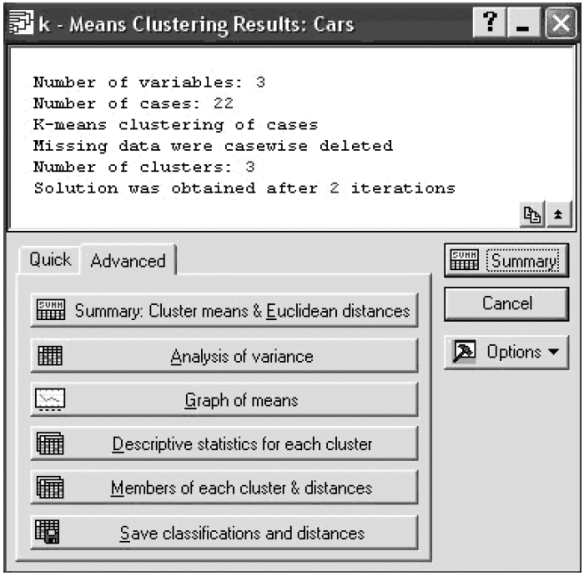 k - Means Clustering Results: Cars
Number of variables: 3
Number of cases: 22
K-means clustering of cases
Missing data were casewise deleted
Number of clusters: 3
Solution was obtained after 2 iterations
Quick Advanced
Summary
Summary: Cluster means & Euclidean distances
Cancel
Analysis of variance
Options
Graph of means
Descriptive statistics for each cluster
Members of each cluster & distances
Save classifications and distances